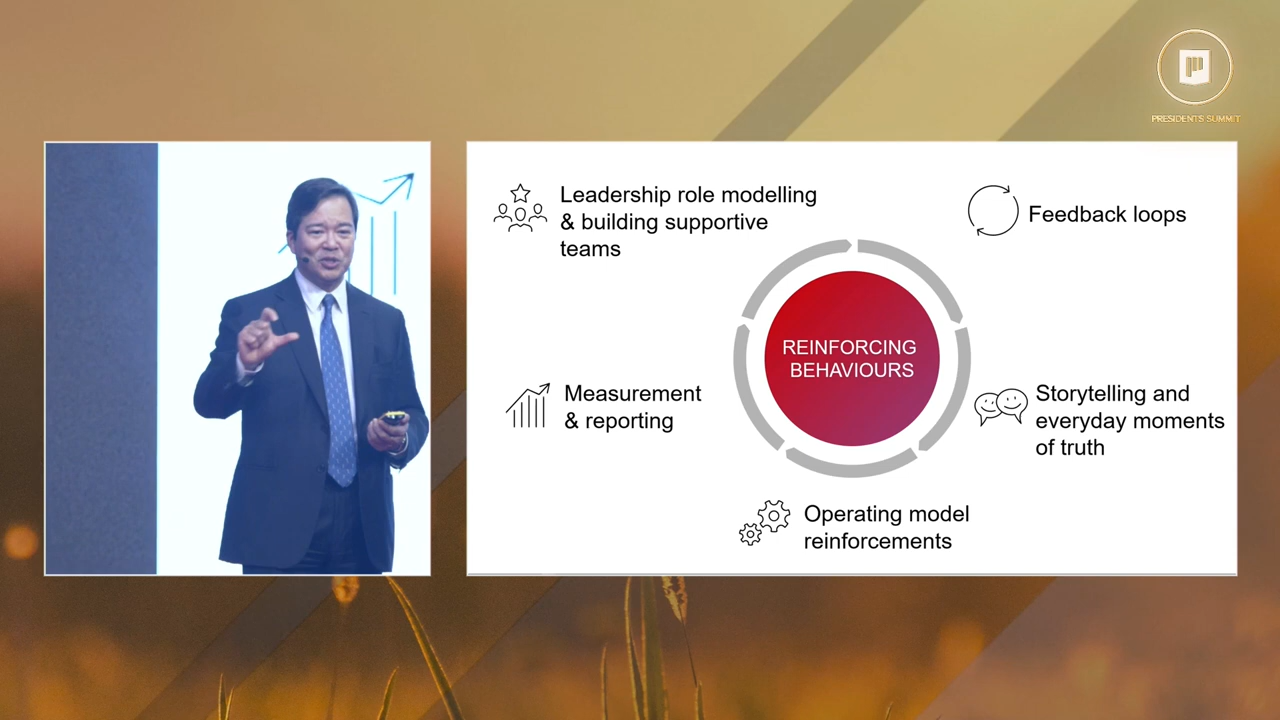 PRESIDENTS SUMMIT
Leadership role modelling
& building supportive
teams
Feedback loops
REINFORCING
BEHAVIOURS
Measurement
& reporting
Storytelling and
everyday moments
of truth
Operating model
reinforcements